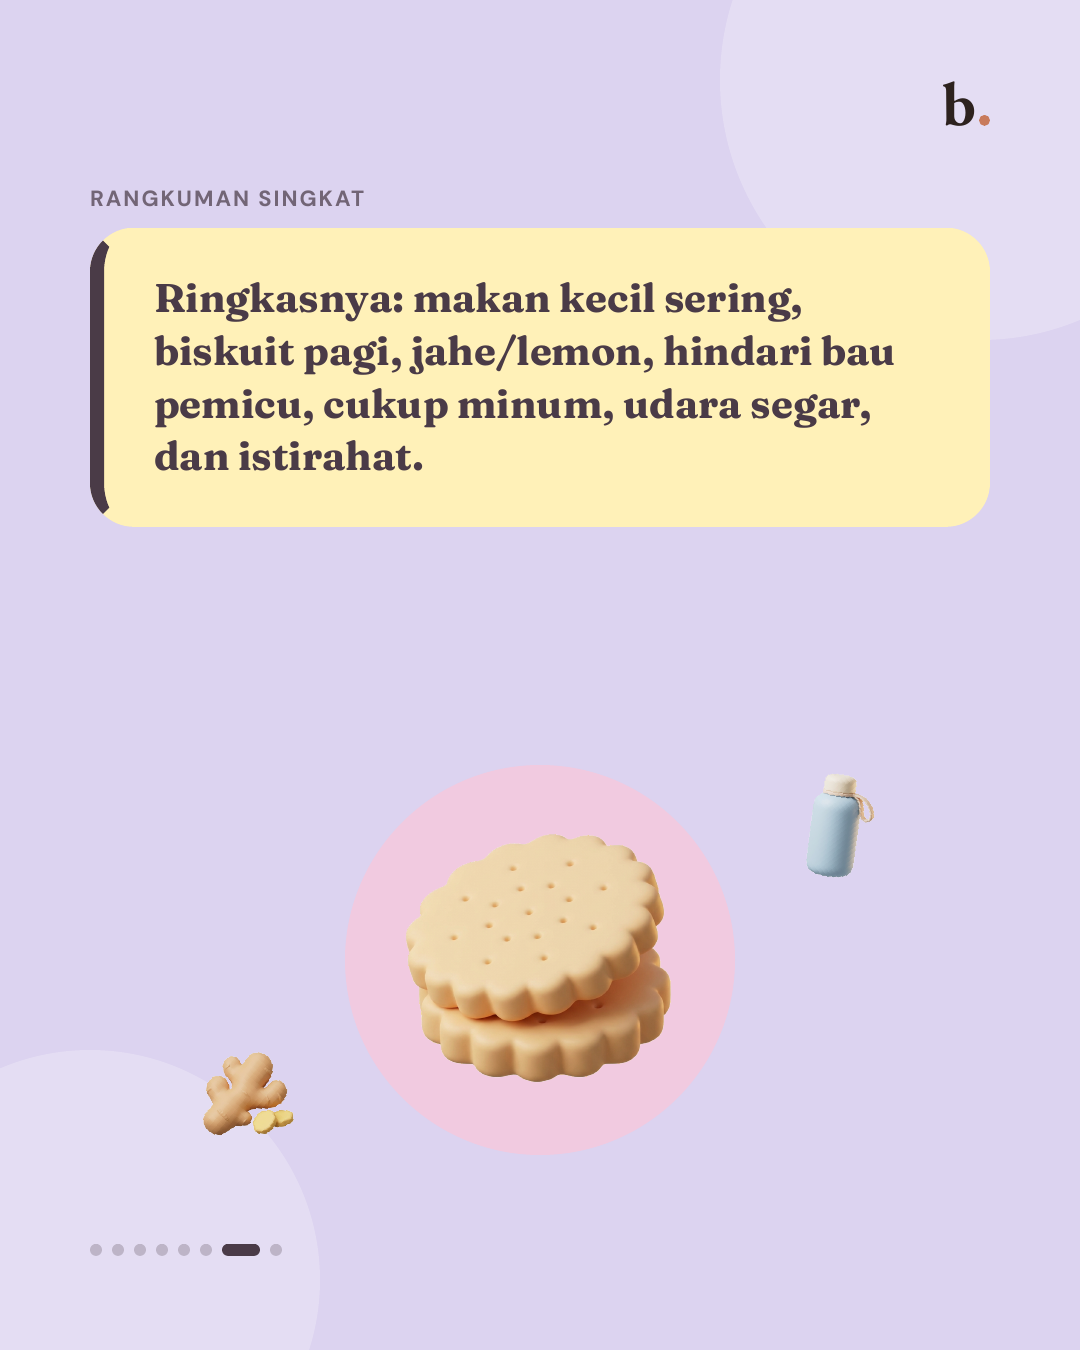 b.
RANGKUMAN SINGKAT
Ringkasnya: makan kecil sering,
biskuit pagi, jahe/lemon, hindari bau
pemicu, cukup minum, udara segar,
dan istirahat.